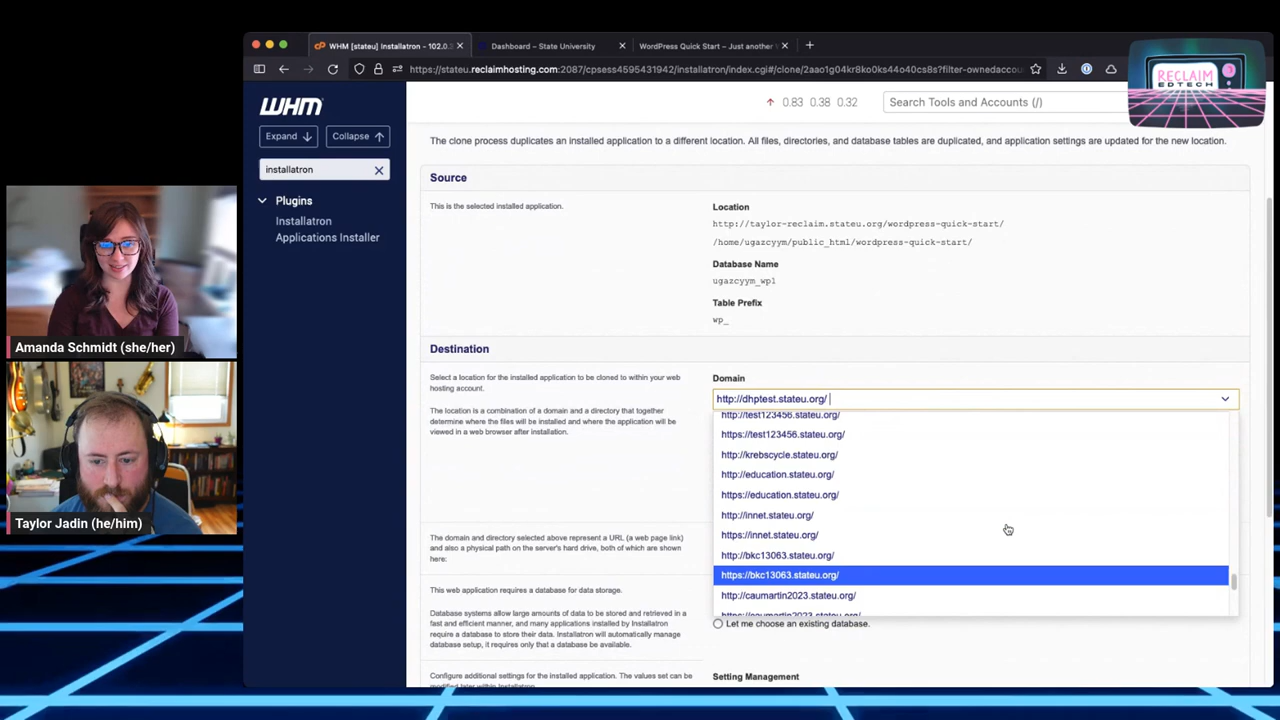 WHM [stateu] Installatron - 102.0.
Dashboard – State University
WordPress Quick Start – Just another
https://stateu.reclaimhosting.com:2087/cpsess4595431942/installatron/index.cgi#/clone/2aao1g04kr8ko0ks44o40cs8s?filter-ownedaccou
RECLAIM
EDTECH
WHM
Expand
Collapse
installatron
Plugins
Installatron
Applications Installer
0.83 0.38 0.32
Search Tools and Accounts (/)
The clone process duplicates an installed application to a different location. All files, directories, and database tables are duplicated, and application settings are updated for the new location.
Source
This is the selected installed application.
Location
http://taylor-reclaim.stateu.org/wordpress-quick-start/
/home/ugazcyym/public_html/wordpress-quick-start/
Database Name
ugazcyym_wp1
Table Prefix
wp_
Destination
Select a location for the installed application to be cloned to within your web
hosting account.
The location is a combination of a domain and a directory that together
determine where the files will be installed and where the application will be
viewed in a web browser after installation.
Domain
http://dhptest.stateu.org/
http://test123456.stateu.org/
https://test123456.stateu.org/
http://krebscycle.stateu.org/
http://education.stateu.org/
https://education.stateu.org/
http://innet.stateu.org/
https://innet.stateu.org/
http://bkc13063.stateu.org/
https://bkc13063.stateu.org/
http://caumartin2023.stateu.org/
https://caumartin2023.stateu.org/
The domain and directory selected above represent a URL (a web page link)
and also a physical path on the server's hard drive, both of which are shown
here:
This web application requires a database for data storage.
Database systems allow large amounts of data to be stored and retrieved in a
fast and efficient manner, and many applications installed by Installatron
require a database to store their data. Installatron will automatically manage
database setup, it requires only that a database be available.
Let me choose an existing database.
Configure additional settings for the installed application. The values set can be
modified later within Installatron.
Setting Management
Amanda Schmidt (she/her)
Taylor Jadin (he/him)